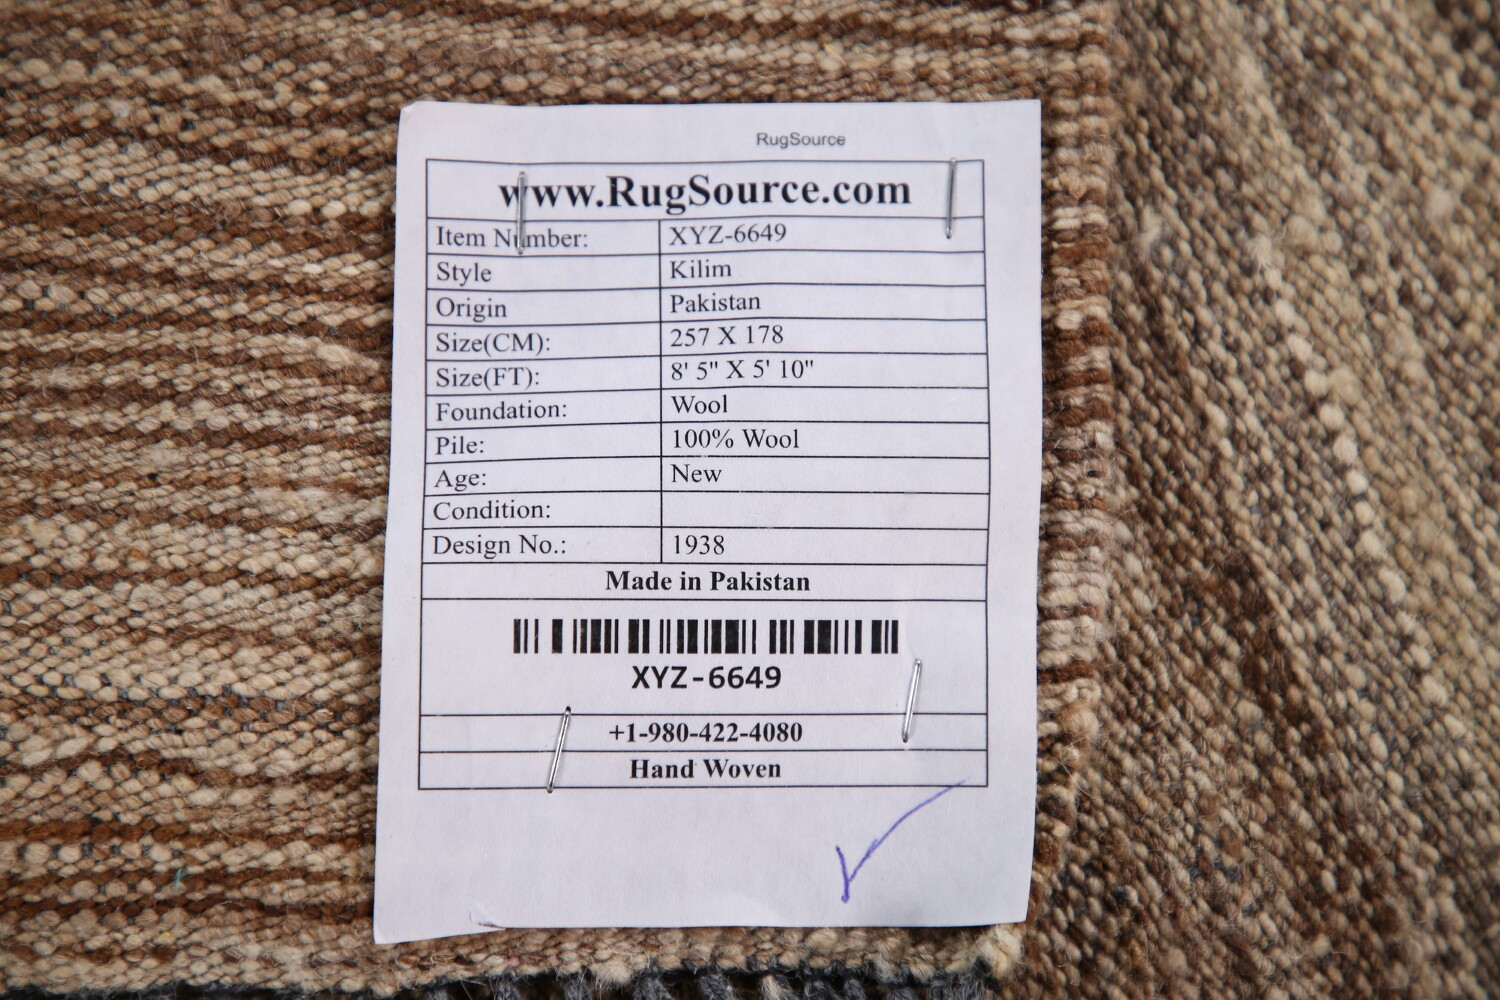 RugSource
www.RugSource.com
Item Number: XYZ-6649
Style Kilim
Origin Pakistan
Size(CM): 257 X 178
Size(FT): 8' 5" X 5' 10"
Foundation: Wool
Pile: 100% Wool
Age: New
Condition:
Design No.: 1938
Made in Pakistan
XYZ-6649
+1-980-422-4080
Hand Woven